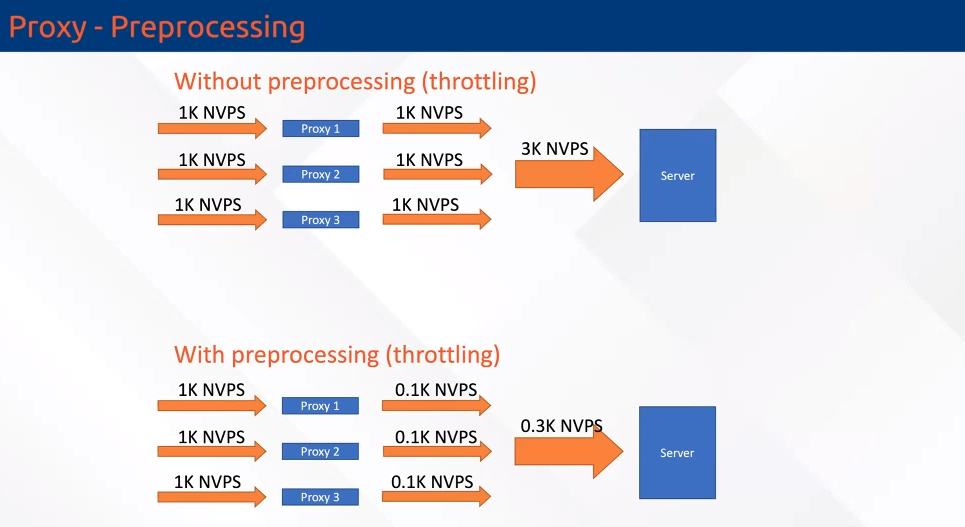 Proxy - Preprocessing
Without preprocessing (throttling)
1K NVPS
Proxy 1
1K NVPS
1K NVPS
Proxy 2
1K NVPS
1K NVPS
Proxy 3
1K NVPS
3K NVPS
Server
With preprocessing (throttling)
1K NVPS
Proxy 1
0.1K NVPS
1K NVPS
Proxy 2
0.1K NVPS
1K NVPS
Proxy 3
0.1K NVPS
0.3K NVPS
Server